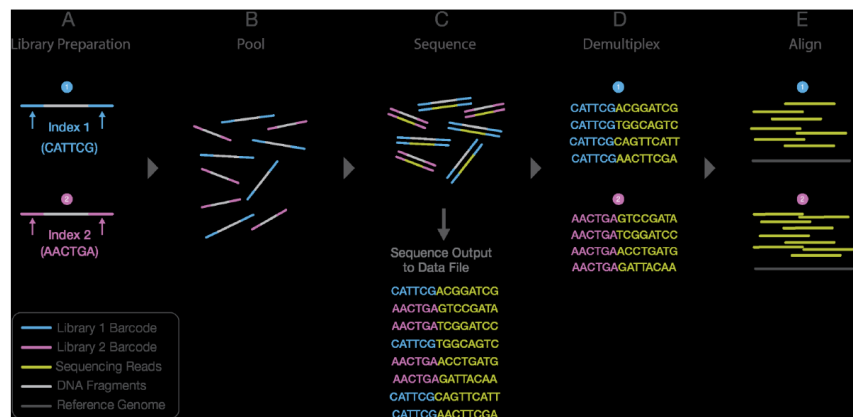 A
Library Preparation
1
Index 1
(CATTCG)
2
Index 2
(AACTGA)
Library 1 Barcode
Library 2 Barcode
Sequencing Reads
DNA Fragments
Reference Genome
B
Pool
C
Sequence
Sequence Output
to Data File
CATTCGACGGATCG
AACTGAGTCCGATA
AACTGATCGGATCC
CATTCGTGGCAGTC
AACTGAACCTGATG
AACTGAGATTACAA
CATTCGCAGTTCATT
CATTCGAACTTCGA
D
Demultiplex
1
CATTCGACGGATCG
CATTCGTGGCAGTC
CATTCGCAGTTCATT
CATTCGAACTTCGA
2
AACTGAGTCCGATA
AACTGATCGGATCC
AACTGAACCTGATG
AACTGAGATTACAA
E
Align
1
2